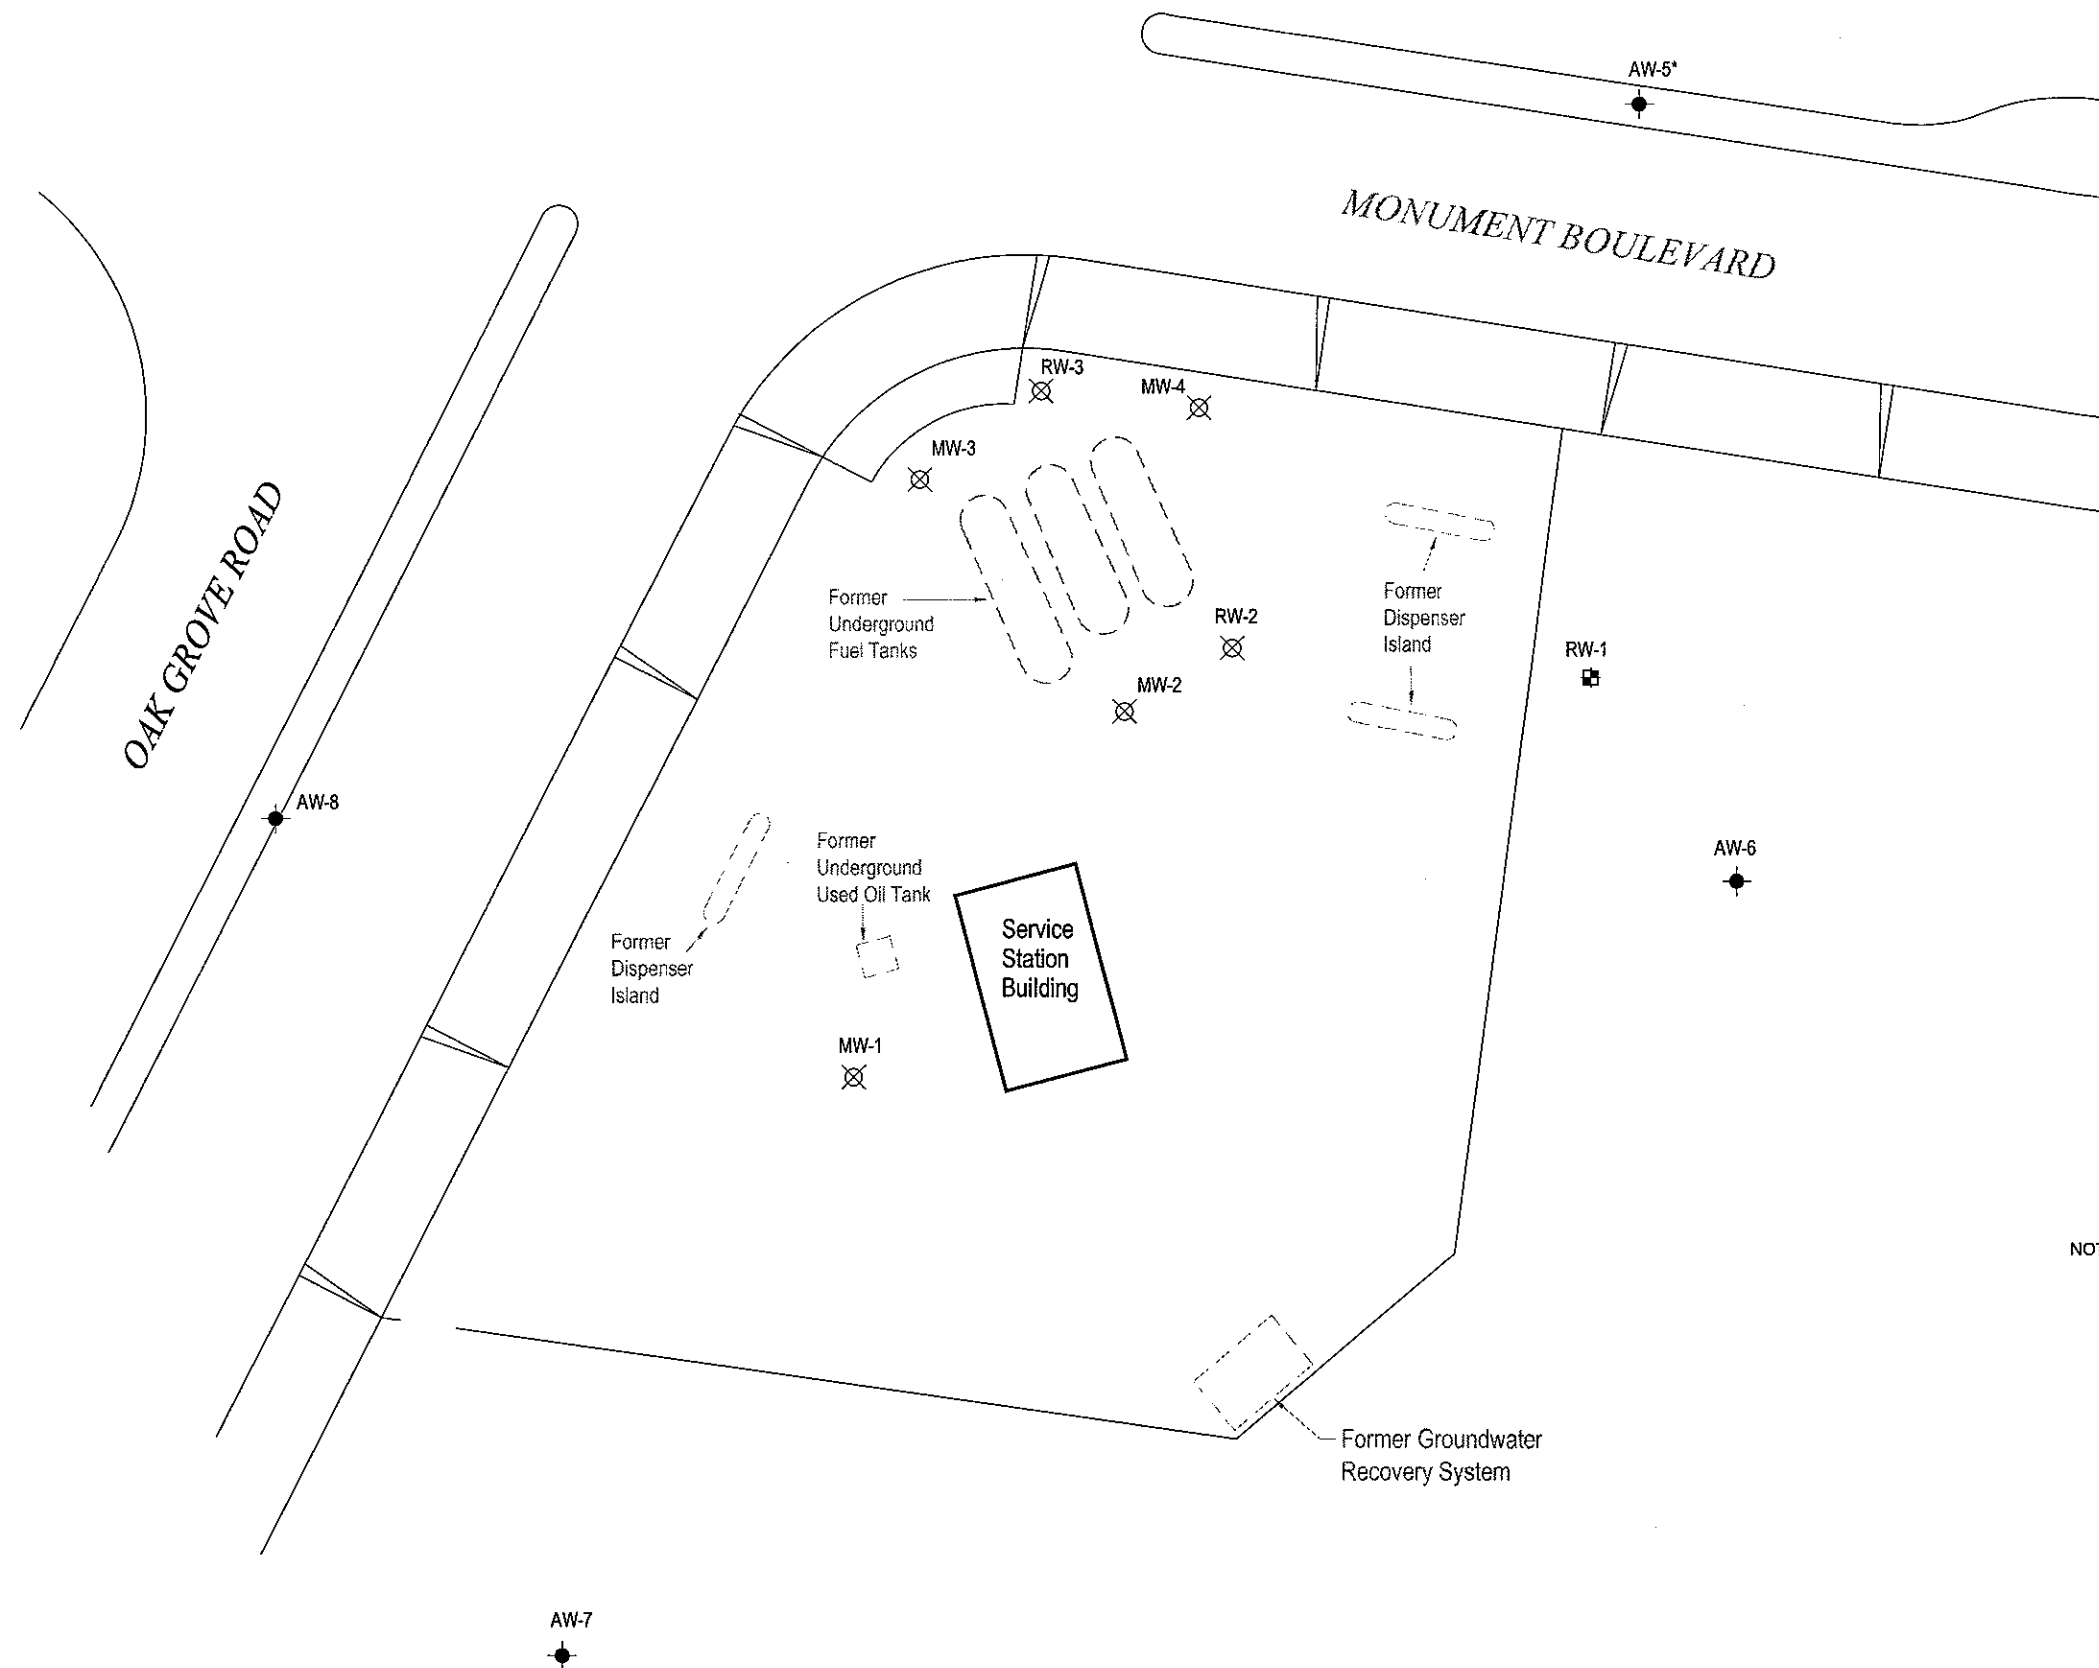 AW-5*
MONUMENT BOULEVARD
RW-3
MW-4
MW-3
OAK GROVE ROAD
Former
Underground
Fuel Tanks
Former
Dispenser
Island
RW-2
RW-1
MW-2
AW-8
Former
Underground
Used Oil Tank
AW-6
Service
Station
Building
Former
Dispenser
Island
MW-1
NOT
Former Groundwater
Recovery System
AW-7